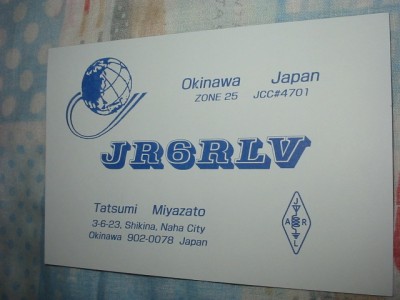 Okinawa Japan
ZONE 25 JCC#4701
JR6RLV
Tatsumi Miyazato
3-6-23, Shikina, Naha City
Okinawa 902-0078 Japan
J
A R
L